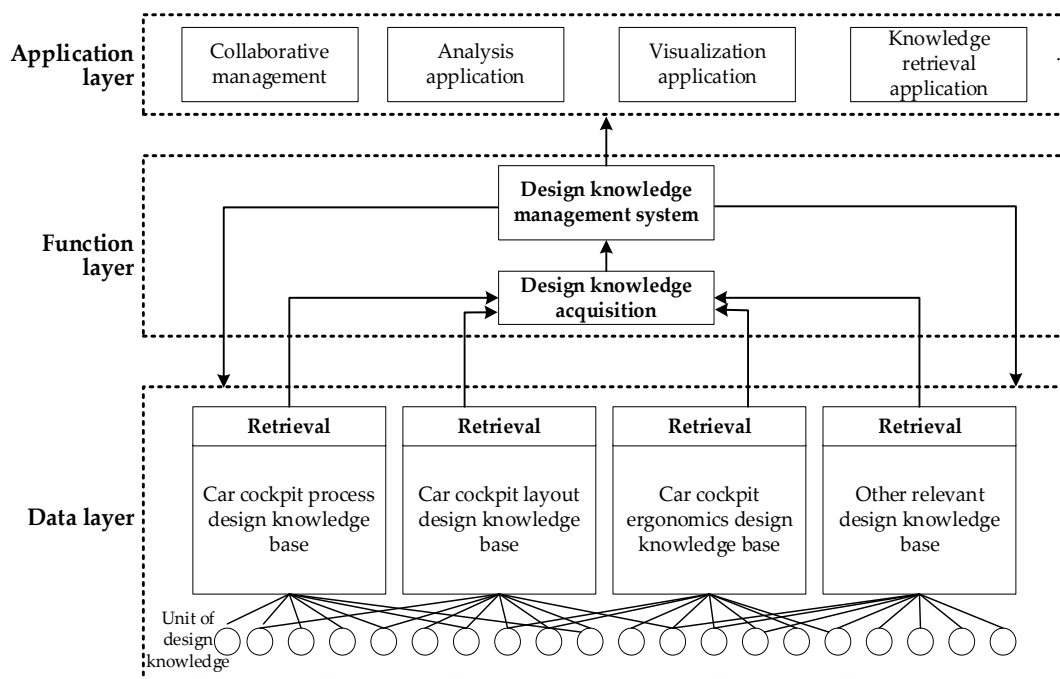 Application
layer
Collaborative
management
Analysis
application
Visualization
application
Knowledge
retrieval
application
.
Function
layer
Design knowledge
management system
Design knowledge
acquisition
Data layer
Retrieval
Car cockpit process
design knowledge
base
Retrieval
Car cockpit layout
design knowledge
base
Retrieval
Car cockpit
ergonomics design
knowledge base
Retrieval
Other relevant
design knowledge
base
Unit of
design
knowledge